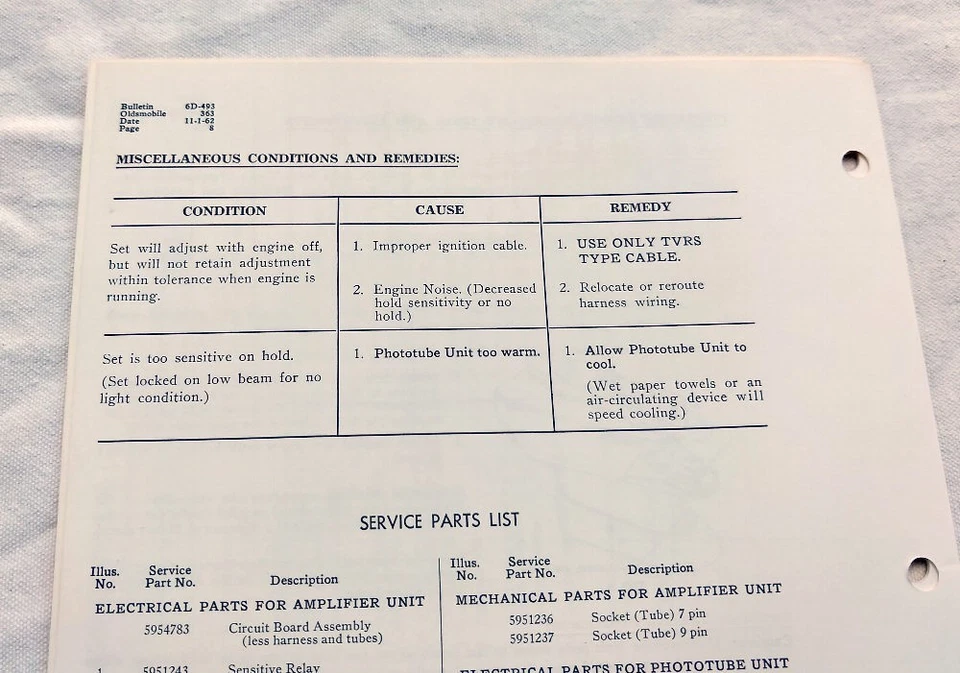 Bulletin 6D-493
Oldsmobile 363
Date 11-1-62
Page 8
MISCELLANEOUS CONDITIONS AND REMEDIES:
CONDITION
Set will adjust with engine off,
but will not retain adjustment
within tolerance when engine is
running.
Set is too sensitive on hold.
(Set locked on low beam for no
light condition.)
CAUSE
1. Improper ignition cable.
2. Engine Noise. (Decreased
hold sensitivity or no
hold.)
1. Phototube Unit too warm.
REMEDY
1. USE ONLY TVRS
TYPE CABLE.
2. Relocate or reroute
harness wiring.
1. Allow Phototube Unit to
cool.
(Wet paper towels or an
air-circulating device will
speed cooling.)
SERVICE PARTS LIST
Illus. Service
No. Part No. Description
ELECTRICAL PARTS FOR AMPLIFIER UNIT
5954783 Circuit Board Assembly
(less harness and tubes)
1 5951243 Sensitive Relay
Illus. Service
No. Part No. Description
MECHANICAL PARTS FOR AMPLIFIER UNIT
5951236 Socket (Tube) 7 pin
5951237 Socket (Tube) 9 pin
ELECTRICAL PARTS FOR PHOTOTUBE UNIT